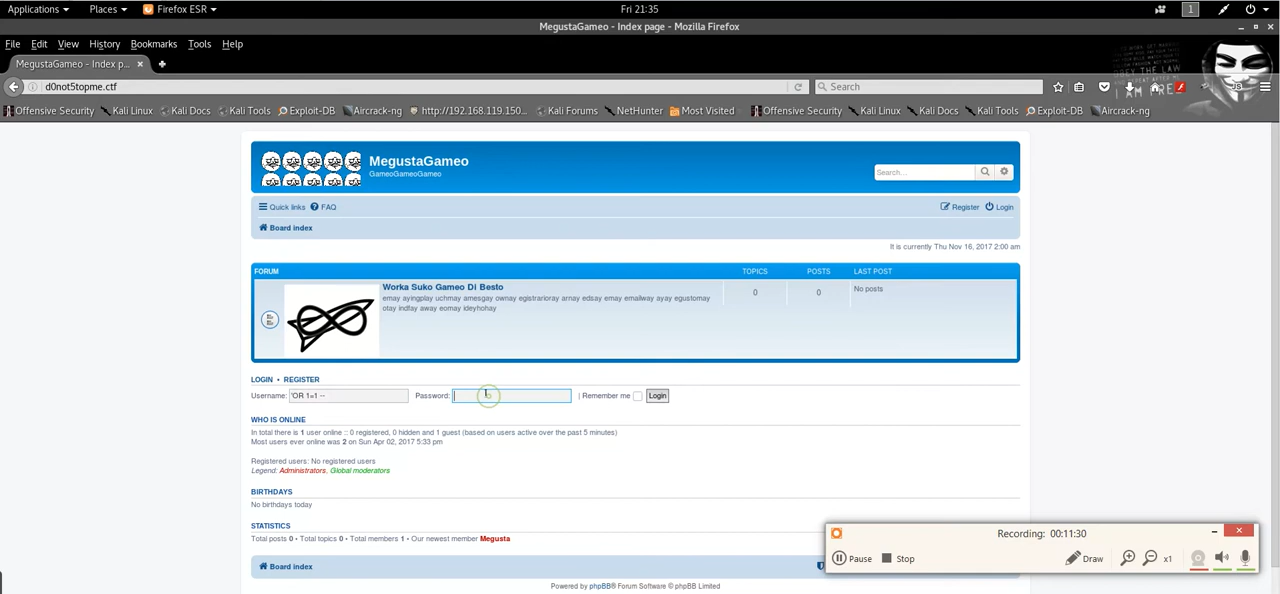 Applications Places Firefox ESR Fri 21:35 1
MegustaGameo - Index page - Mozilla Firefox
File Edit View History Bookmarks Tools Help
MegustaGameo - Index p...
d0not5topme.ctf Search
Offensive Security Kali Linux Kali Docs Kali Tools Exploit-DB Aircrack-ng http://192.168.119.150... Kali Forums NetHunter Most Visited Offensive Security Kali Linux Kali Docs Kali Tools Exploit-DB Aircrack-ng
MegustaGameo
GameoGameoGameo
Search...
Quick links FAQ Register Login
Board index
It is currently Thu Nov 16, 2017 2:00 am
FORUM TOPICS POSTS LAST POST
Worka Suko Gameo Di Besto
emay ayingplay uchmay amesgay ownay egistrarioray array edsay emay emailway ayay egustomay
otay indfay away eomay ideyhohay
0 0 No posts
LOGIN • REGISTER
Username: 'OR 1=1 -- Password: | Remember me Login
WHO IS ONLINE
In total there is 1 user online :: 0 registered, 0 hidden and 1 guest (based on users active over the past 5 minutes)
Most users ever online was 2 on Sun Apr 02, 2017 5:33 pm
Registered users: No registered users
Legend: Administrators, Global moderators
BIRTHDAYS
No birthdays today
STATISTICS
Total posts 0 • Total topics 0 • Total members 1 • Our newest member Megusta
Board index
Powered by phpBB® Forum Software © phpBB Limited
Recording: 00:11:30
Pause Stop Draw x1